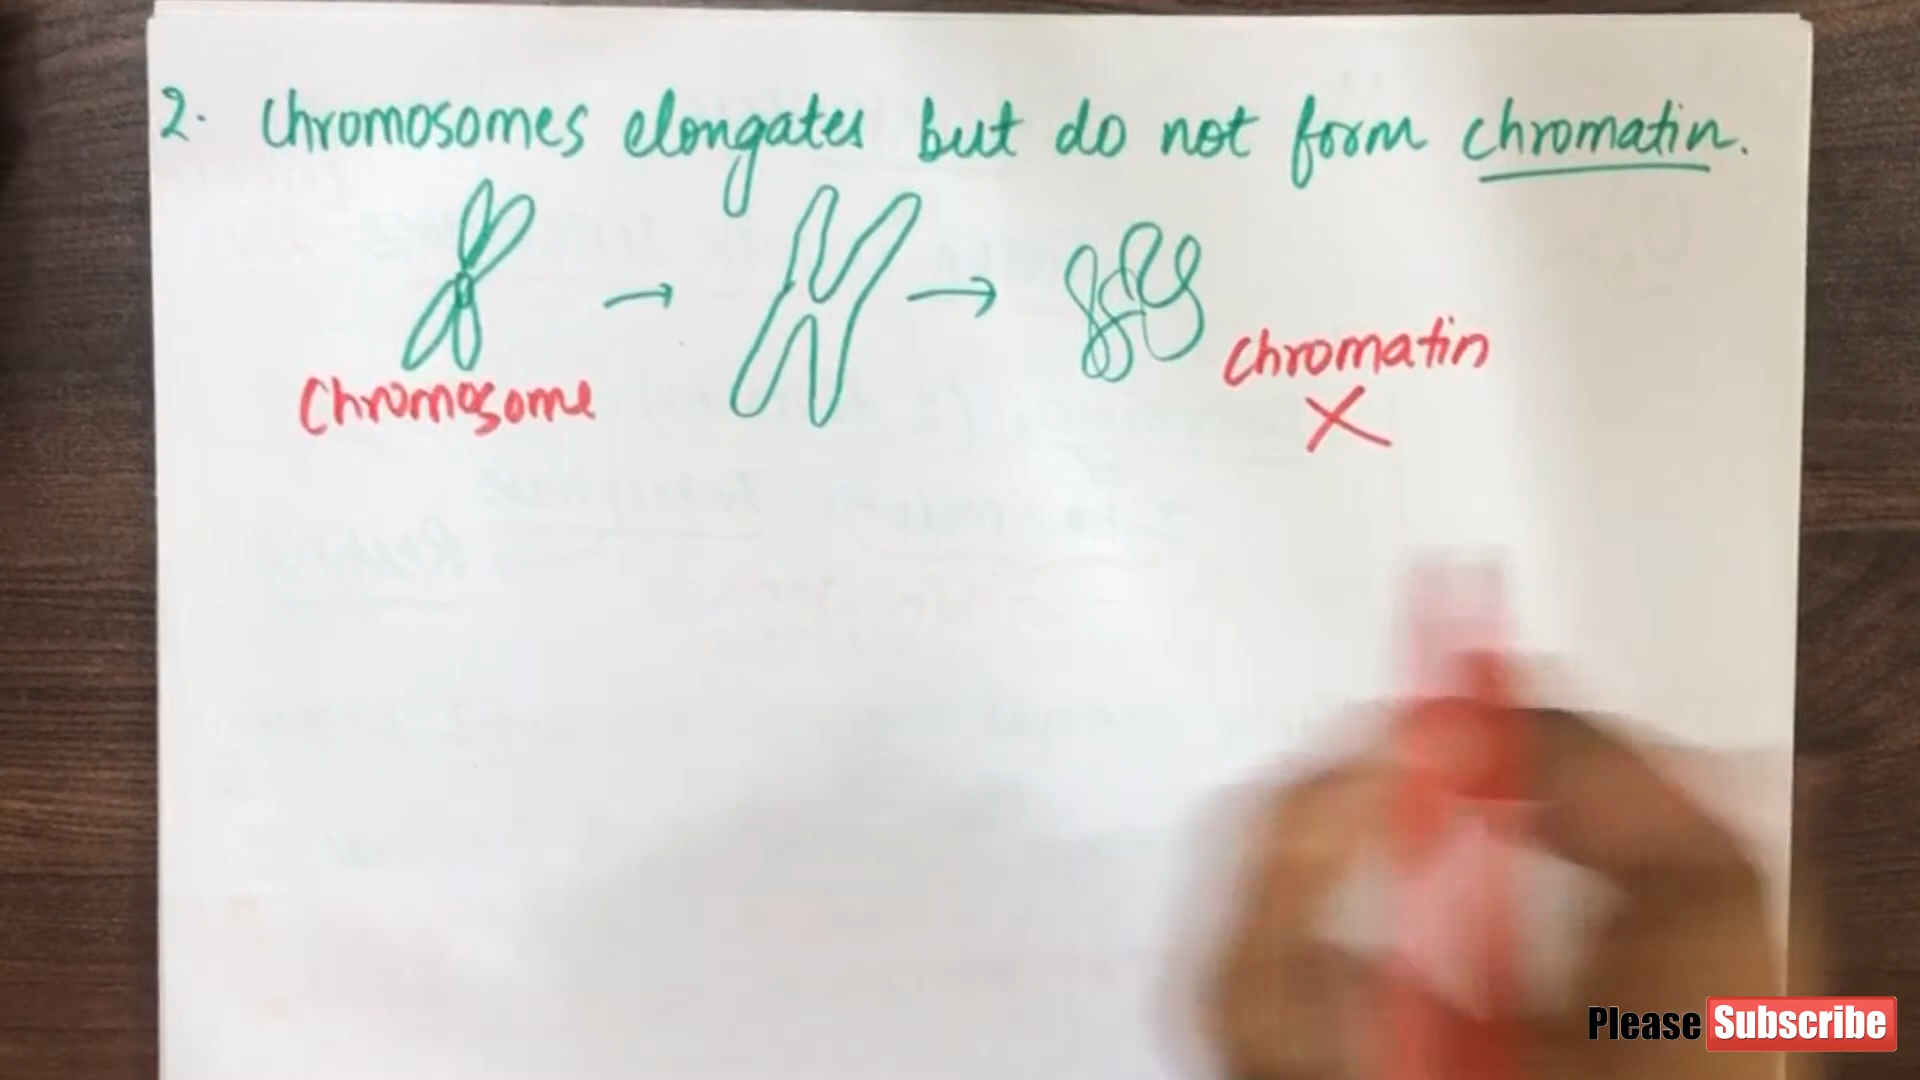 2. Chromosomes elongates but do not form chromatin.
Chromosome
Chromatin
X
Please Subscribe